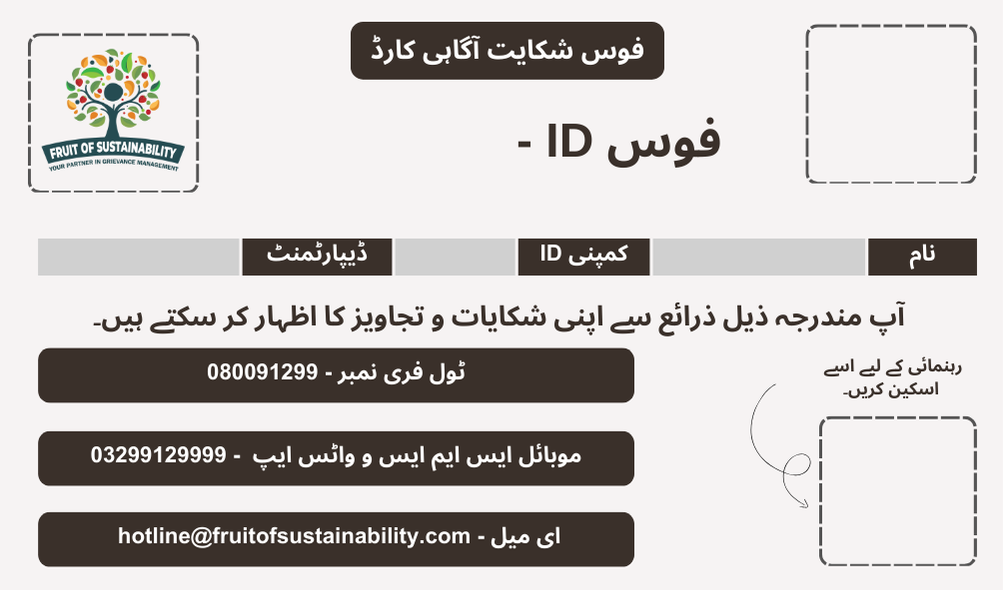 فوس شکایت آگاہی کارڈ
FRUIT OF SUSTAINABILITY
YOUR PARTNER IN GRIEVANCE MANAGEMENT
فوس ID -
نام
کمپنی ID
ڈیپارٹمنٹ
آپ مندرجہ ذیل ذرائع سے اپنی شکایات و تجاویز کا اظہار کر سکتے ہیں۔
رہنمائی کے لیے اسے
اسکین کریں۔
ٹول فری نمبر - 080091299
موبائل ایس ایم ایس و واٹس ایپ - 03299129999
ای میل - hotline@fruitofsustainability.com